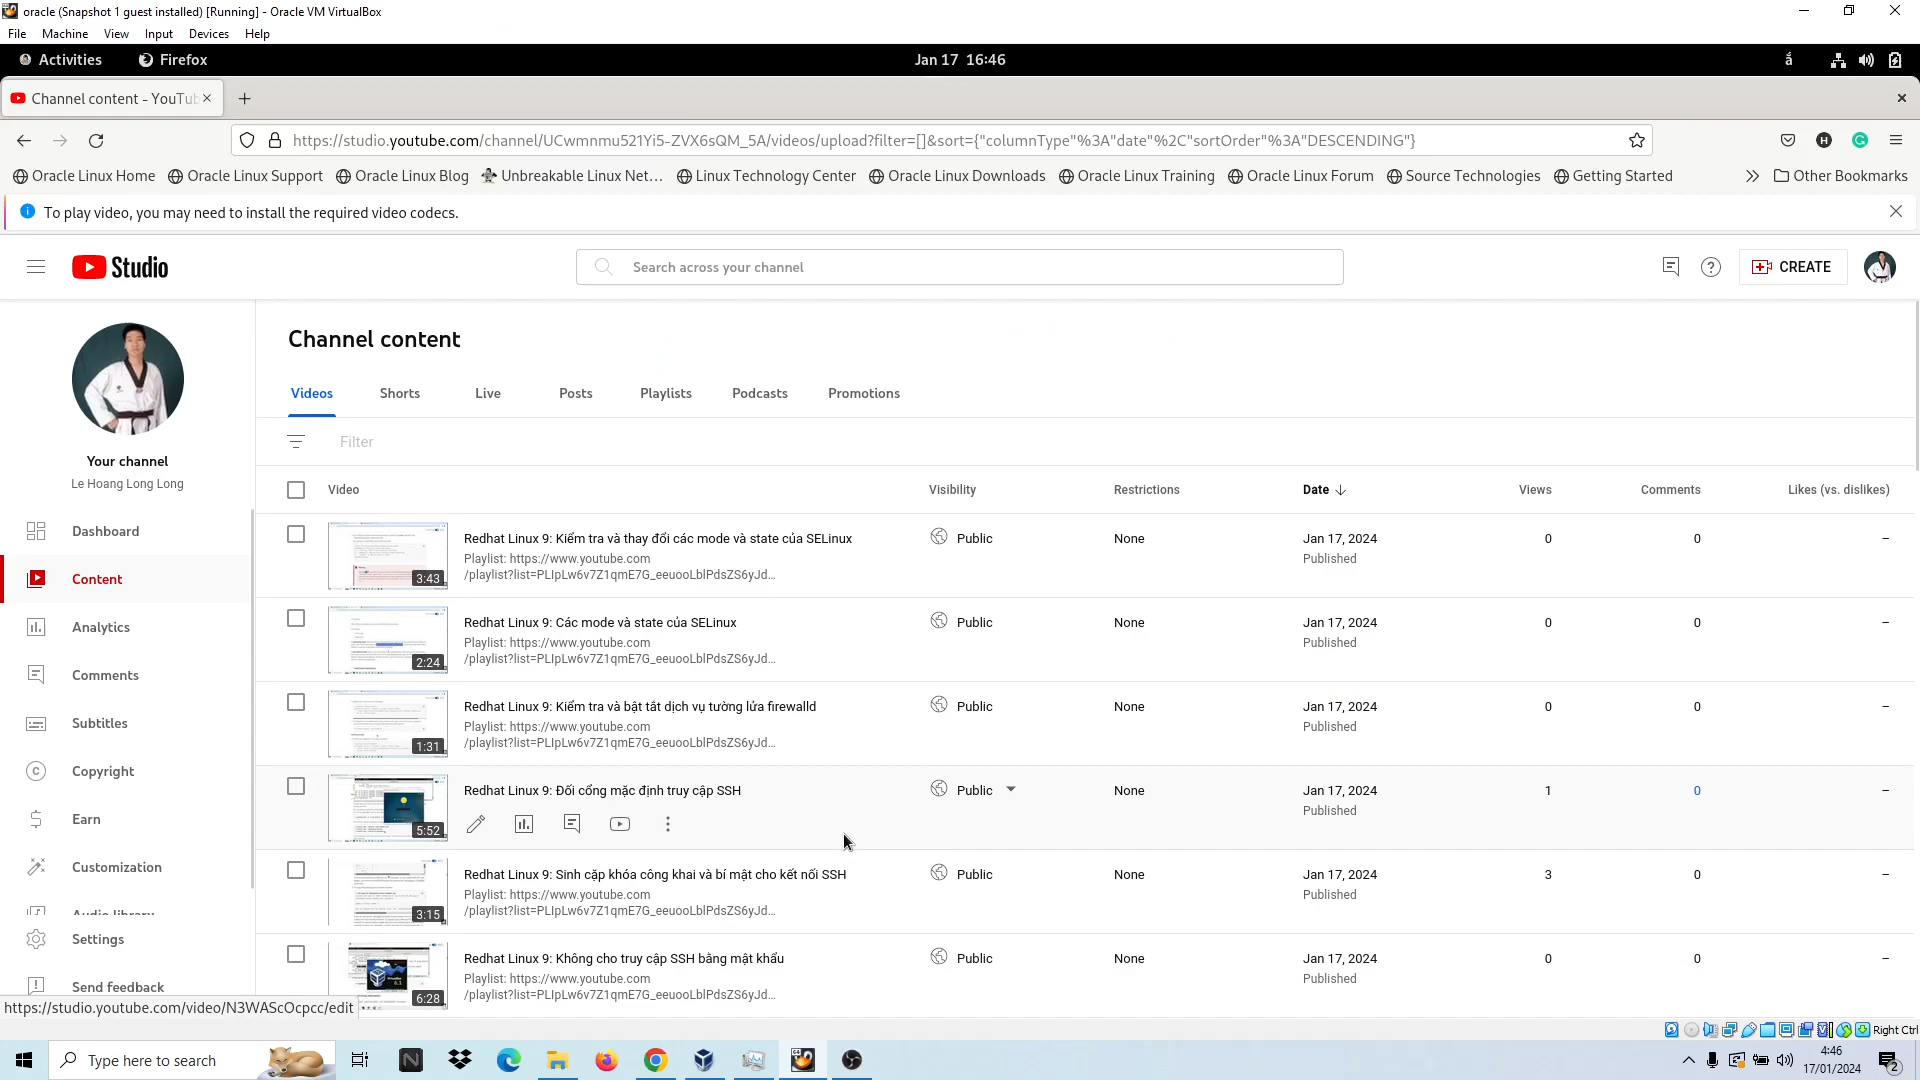 oracle (Snapshot 1 guest installed) [Running] - Oracle VM VirtualBox
File Machine View Input Devices Help
Activities Firefox Jan 17 16:46
Channel content - YouTub
https://studio.youtube.com/channel/UCwmnmu521Yi5-ZVX6sQM_5A/videos/upload?filter=[]&sort={"columnType"%3A"date"%2C"sortOrder"%3A"DESCENDING"}
Oracle Linux Home Oracle Linux Support Oracle Linux Blog Unbreakable Linux Net… Linux Technology Center Oracle Linux Downloads Oracle Linux Training Oracle Linux Forum Source Technologies Getting Started Other Bookmarks
To play video, you may need to install the required video codecs.
Studio
Search across your channel
CREATE
Channel content
Videos Shorts Live Posts Playlists Podcasts Promotions
Filter
Your channel
Le Hoang Long Long
Dashboard
Content
Analytics
Comments
Subtitles
Copyright
Earn
Customization
Audio library
Settings
Send feedback
Video Visibility Restrictions Date Views Comments Likes (vs. dislikes)
3:43
Redhat Linux 9: Kiểm tra và thay đổi các mode và state của SELinux
Playlist: https://www.youtube.com
/playlist?list=PLIpLw6v7Z1qmE7G_eeuooLblPdsZS6yJd…
Public None Jan 17, 2024 0 0 –
Published
2:24
Redhat Linux 9: Các mode và state của SELinux
Playlist: https://www.youtube.com
/playlist?list=PLIpLw6v7Z1qmE7G_eeuooLblPdsZS6yJd…
Public None Jan 17, 2024 0 0 –
Published
1:31
Redhat Linux 9: Kiểm tra và bật tắt dịch vụ tường lửa firewalld
Playlist: https://www.youtube.com
/playlist?list=PLIpLw6v7Z1qmE7G_eeuooLblPdsZS6yJd…
Public None Jan 17, 2024 0 0 –
Published
5:52
Redhat Linux 9: Đổi cổng mặc định truy cập SSH
Public None Jan 17, 2024 1 0 –
Published
3:15
Redhat Linux 9: Sinh cặp khóa công khai và bí mật cho kết nối SSH
Playlist: https://www.youtube.com
/playlist?list=PLIpLw6v7Z1qmE7G_eeuooLblPdsZS6yJd…
Public None Jan 17, 2024 3 0 –
Published
6:28
Redhat Linux 9: Không cho truy cập SSH bằng mật khẩu
Playlist: https://www.youtube.com
/playlist?list=PLIpLw6v7Z1qmE7G_eeuooLblPdsZS6yJd…
Public None Jan 17, 2024 0 0 –
Published
https://studio.youtube.com/video/N3WAScOcpcc/edit
Right Ctrl
Type here to search
4:46
17/01/2024
2